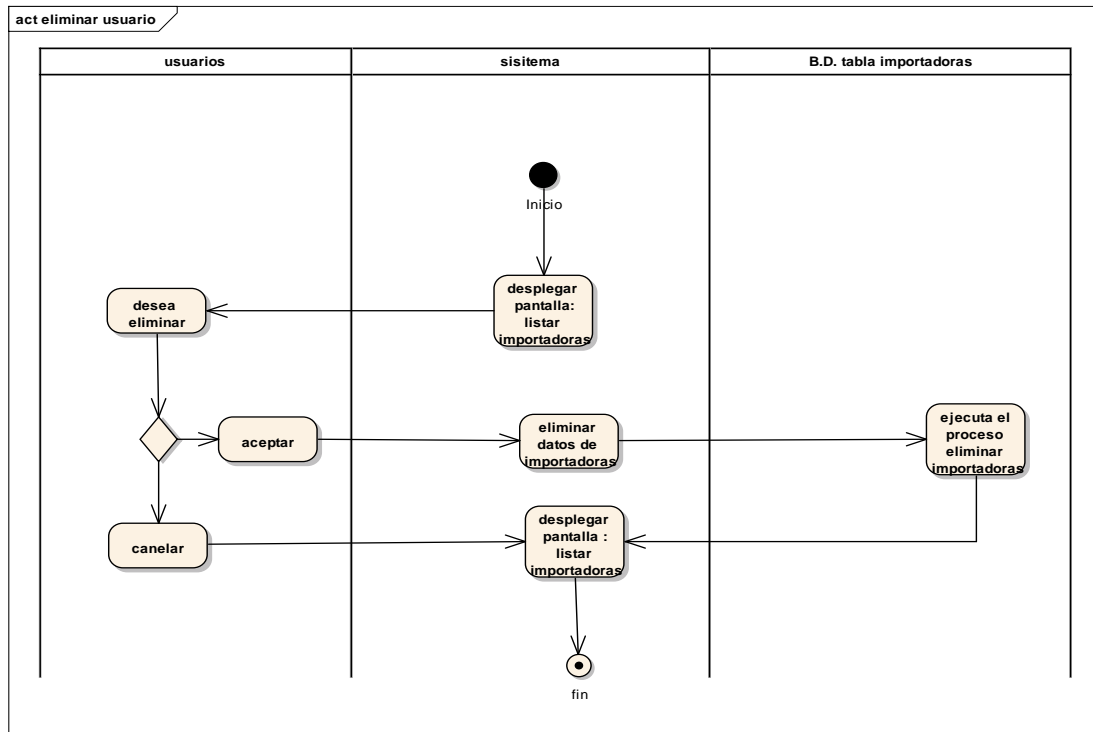 act eliminar usuario
usuarios
sisitema
B.D. tabla importadoras
Inicio
desplegar
pantalla:
listar
importadoras
desea
eliminar
aceptar
eliminar
datos de
importadoras
ejecuta el
proceso
eliminar
importadoras
canelar
desplegar
pantalla :
listar
importadoras
fin